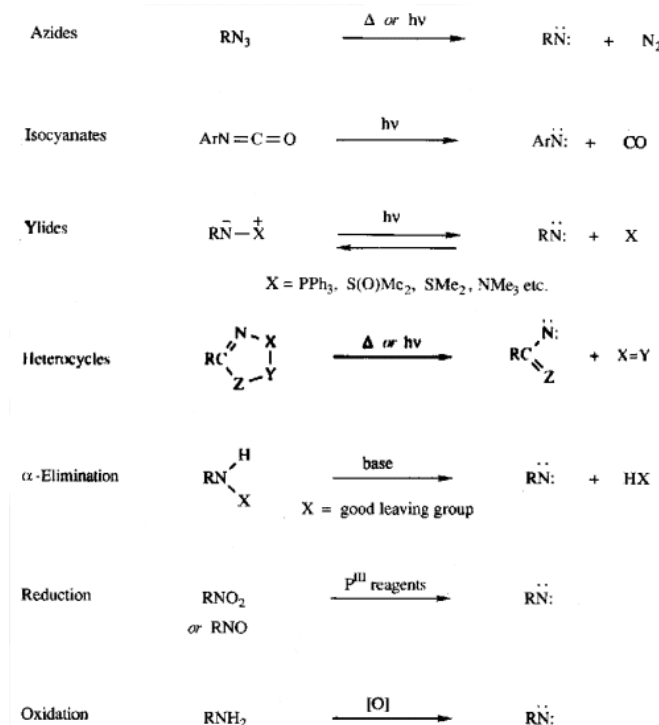 Δ or hν
Azides RN3 RN: + N2
hν
Isocyanates ArN=C=O ArN: + CO
hν
Ylides RN̄—X⁺ RN: + X
X = PPh3, S(O)Mc2, SMe2, NMe3 etc.
N X N:
Heterocycles RC Δ or hν RC + X=Y
Z Y Z
H
α-Elimination RN base RN: + HX
X X = good leaving group
Reduction RNO2 PIII reagents RN:
or RNO
Oxidation RNH2 [O] RN: